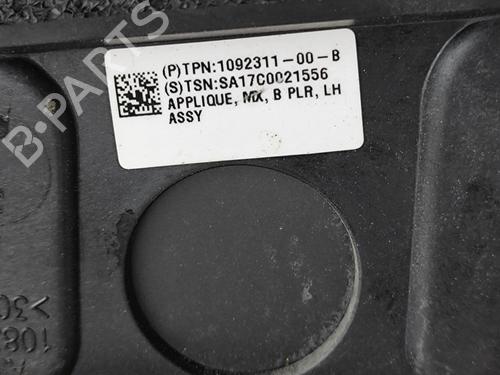 (P)TPN:1092311-00-B
(S)TSN:SA17C0021556
APPLIQUE, MX, B PLR, LH
ASSY
B-PARTS